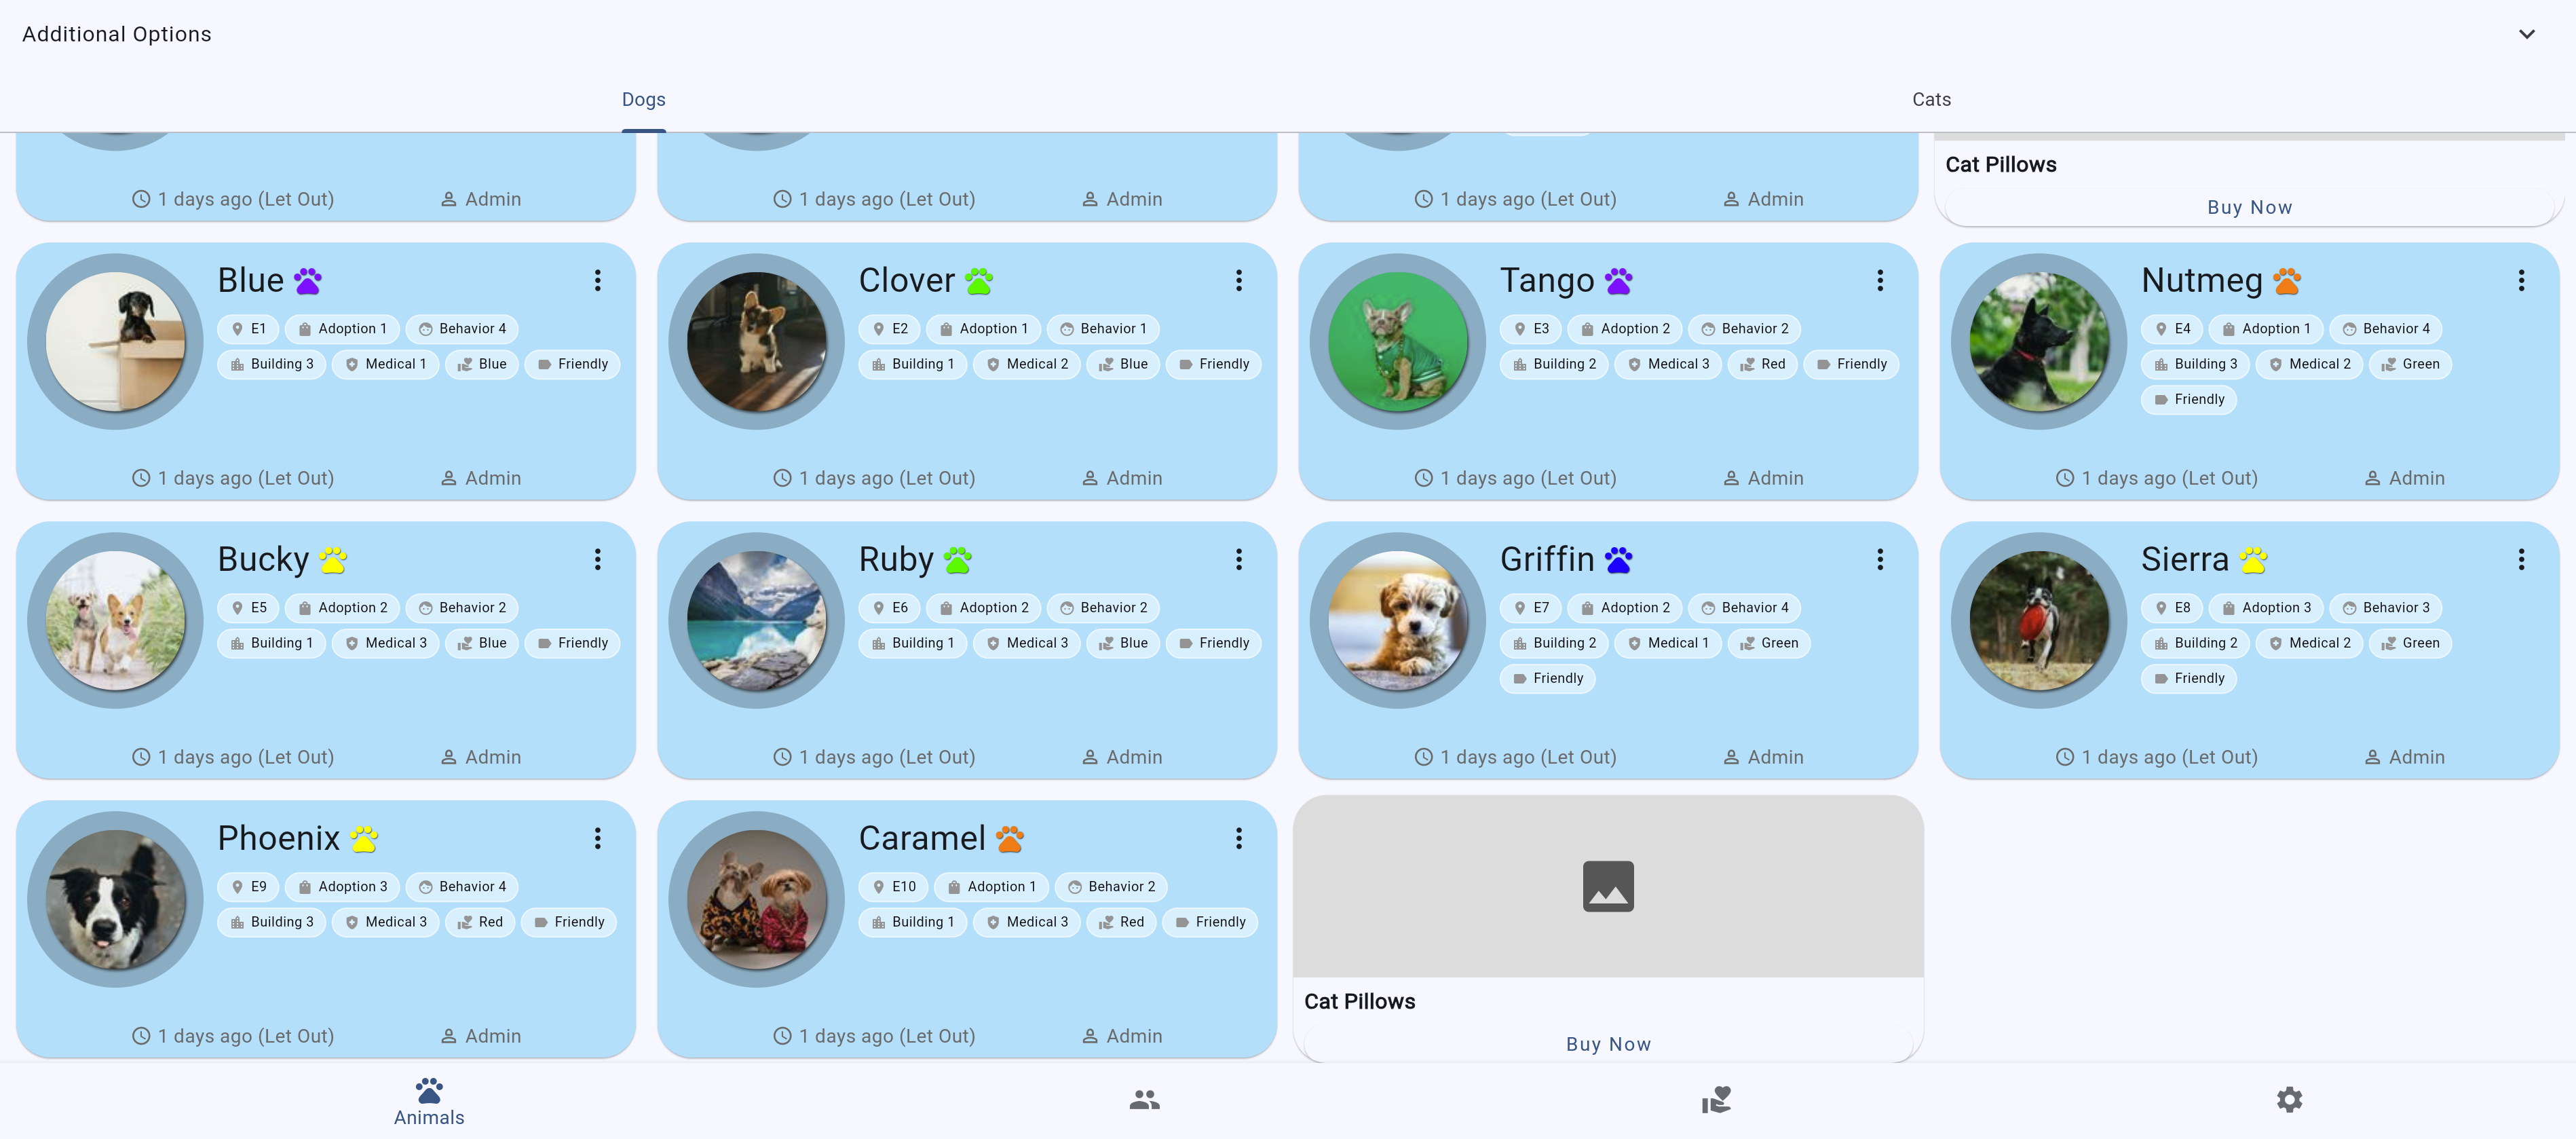 Additional Options
Dogs
Cats
1 days ago (Let Out) Admin
1 days ago (Let Out) Admin
1 days ago (Let Out) Admin
Cat Pillows
Buy Now
Blue
E1 Adoption 1 Behavior 4
Building 3 Medical 1 Blue Friendly
1 days ago (Let Out) Admin
Clover
E2 Adoption 1 Behavior 1
Building 1 Medical 2 Blue Friendly
1 days ago (Let Out) Admin
Tango
E3 Adoption 2 Behavior 2
Building 2 Medical 3 Red Friendly
1 days ago (Let Out) Admin
Nutmeg
E4 Adoption 1 Behavior 4
Building 3 Medical 2 Green
Friendly
1 days ago (Let Out) Admin
Bucky
E5 Adoption 2 Behavior 2
Building 1 Medical 3 Blue Friendly
1 days ago (Let Out) Admin
Ruby
E6 Adoption 2 Behavior 2
Building 1 Medical 3 Blue Friendly
1 days ago (Let Out) Admin
Griffin
E7 Adoption 2 Behavior 4
Building 2 Medical 1 Green
Friendly
1 days ago (Let Out) Admin
Sierra
E8 Adoption 3 Behavior 3
Building 2 Medical 2 Green
Friendly
1 days ago (Let Out) Admin
Phoenix
E9 Adoption 3 Behavior 4
Building 3 Medical 3 Red Friendly
1 days ago (Let Out) Admin
Caramel
E10 Adoption 1 Behavior 2
Building 1 Medical 3 Red Friendly
1 days ago (Let Out) Admin
Cat Pillows
Buy Now
Animals